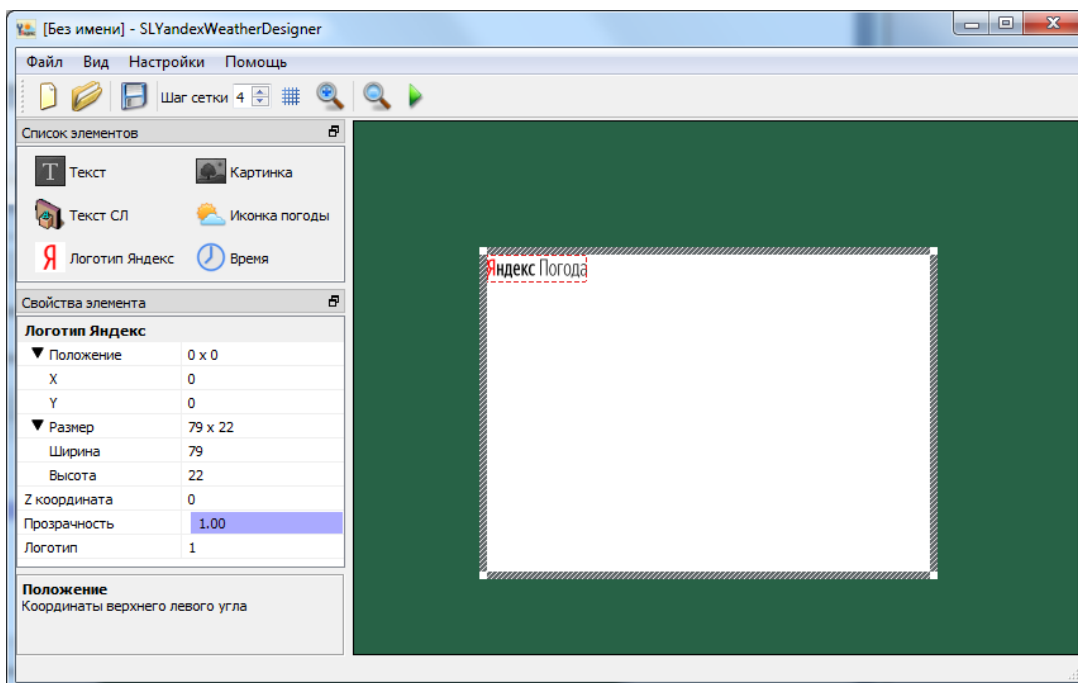 [Без имени] - SLYandexWeatherDesigner
Файл Вид Настройки Помощь
Шаг сетки 4
Список элементов
T Текст Картинка
Текст СЛ Иконка погоды
Я Логотип Яндекс Время
Свойства элемента
Логотип Яндекс
Положение 0 x 0
X 0
Y 0
Размер 79 x 22
Ширина 79
Высота 22
Z координата 0
Прозрачность 1.00
Логотип 1
Положение
Координаты верхнего левого угла
Яндекс Погода